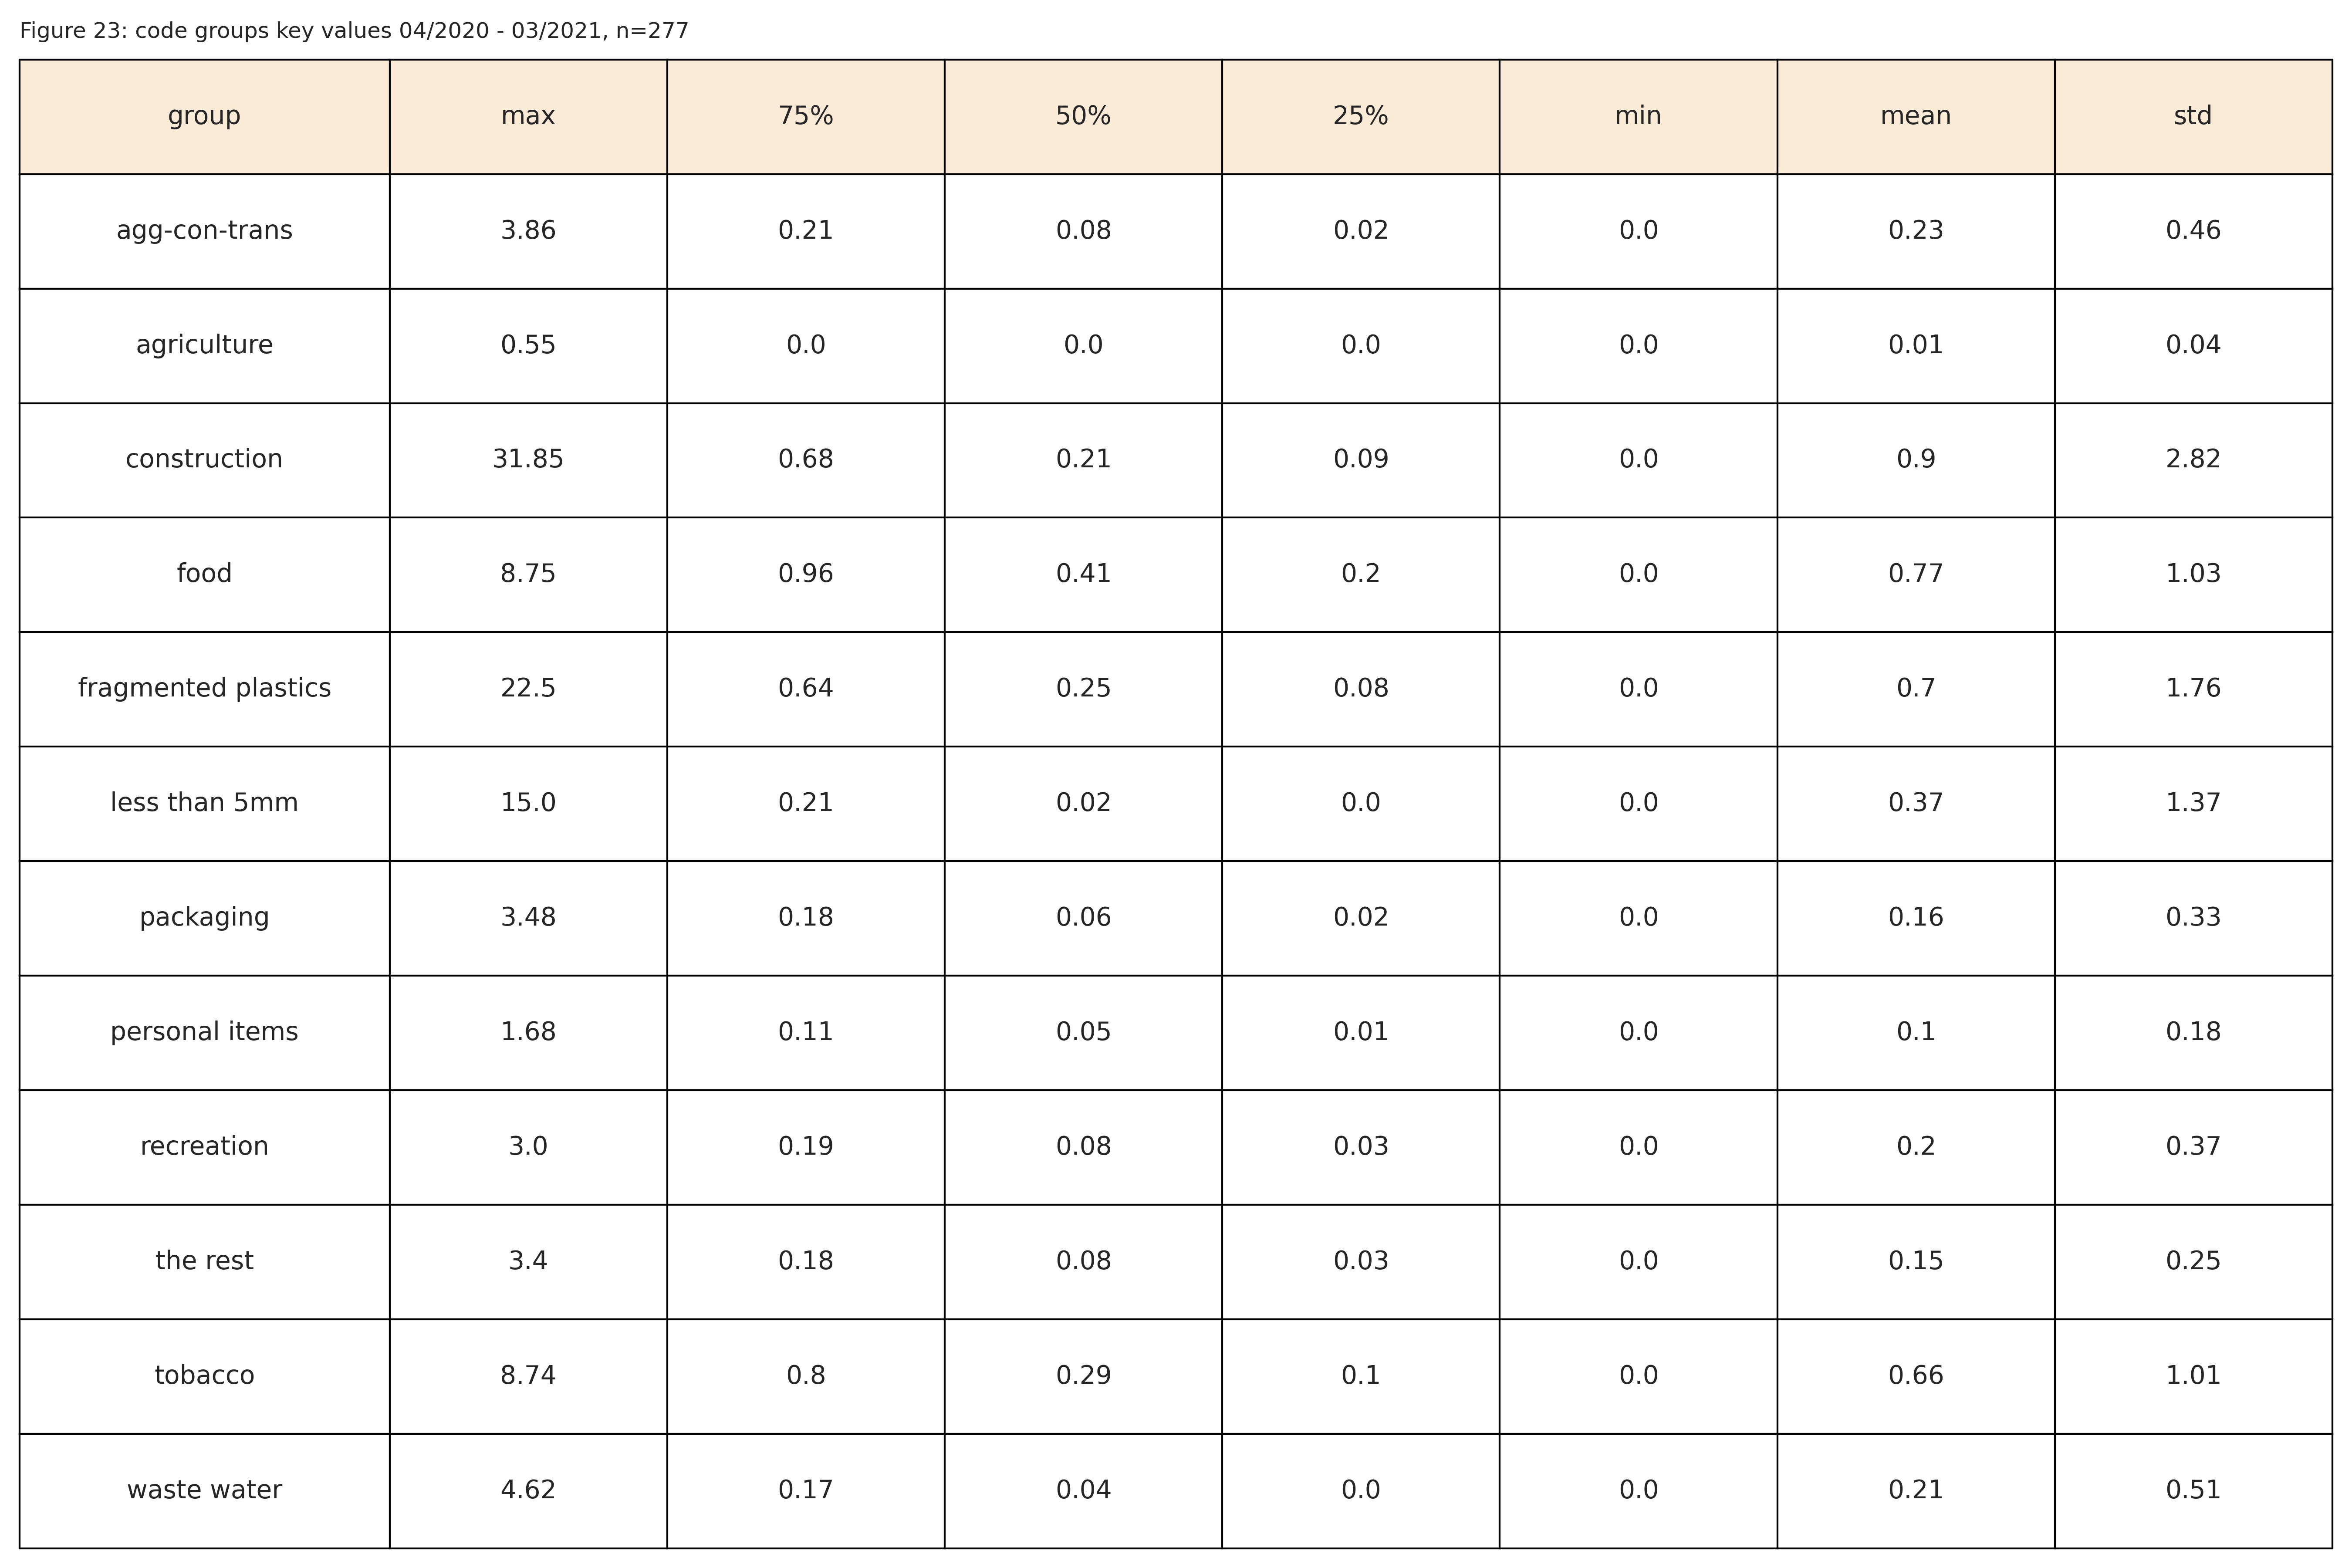 Figure 23: code groups key values 04/2020 - 03/2021, n=277
group max 75% 50% 25% min mean std
agg-con-trans 3.86 0.21 0.08 0.02 0.0 0.23 0.46
agriculture 0.55 0.0 0.0 0.0 0.0 0.01 0.04
construction 31.85 0.68 0.21 0.09 0.0 0.9 2.82
food 8.75 0.96 0.41 0.2 0.0 0.77 1.03
fragmented plastics 22.5 0.64 0.25 0.08 0.0 0.7 1.76
less than 5mm 15.0 0.21 0.02 0.0 0.0 0.37 1.37
packaging 3.48 0.18 0.06 0.02 0.0 0.16 0.33
personal items 1.68 0.11 0.05 0.01 0.0 0.1 0.18
recreation 3.0 0.19 0.08 0.03 0.0 0.2 0.37
the rest 3.4 0.18 0.08 0.03 0.0 0.15 0.25
tobacco 8.74 0.8 0.29 0.1 0.0 0.66 1.01
waste water 4.62 0.17 0.04 0.0 0.0 0.21 0.51